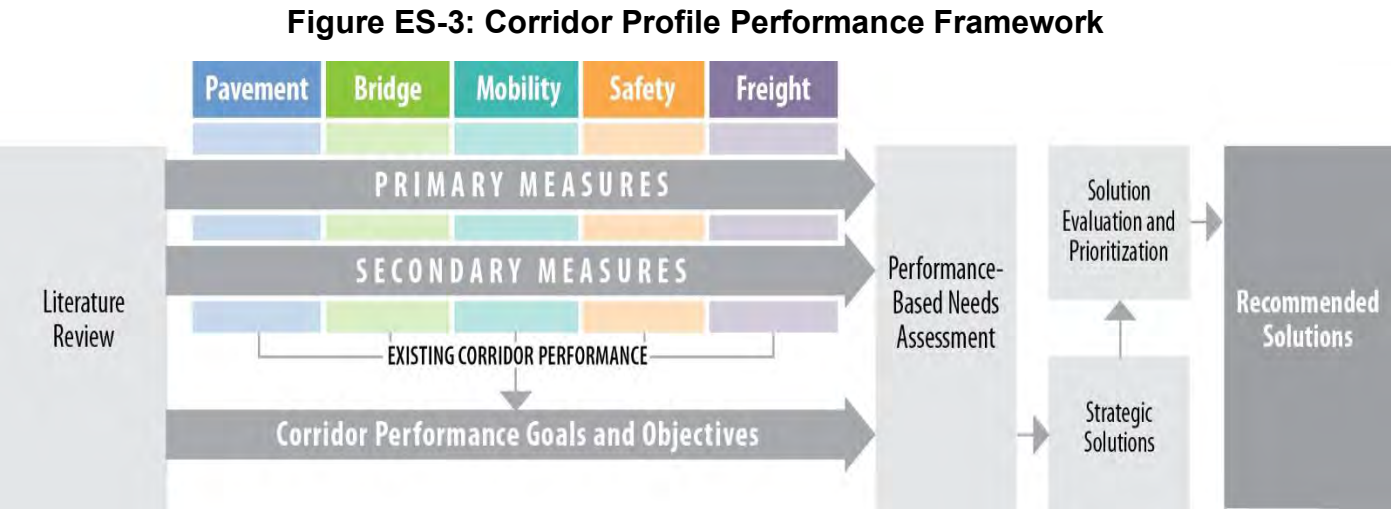 Figure ES-3: Corridor Profile Performance Framework
Pavement
Bridge
Mobility
Safety
Freight
PRIMARY MEASURES
SECONDARY MEASURES
EXISTING CORRIDOR PERFORMANCE
Corridor Performance Goals and Objectives
Literature
Review
Performance-
Based Needs
Assessment
Solution
Evaluation and
Prioritization
Strategic
Solutions
Recommended
Solutions